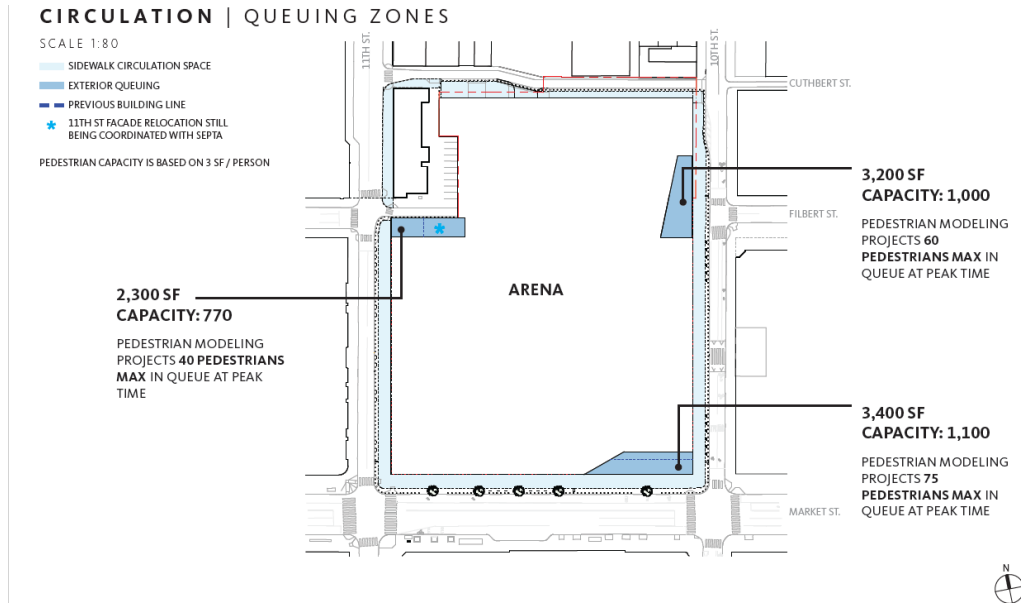 CIRCULATION | QUEUING ZONES
SCALE 1:80
SIDEWALK CIRCULATION SPACE
EXTERIOR QUEUING
PREVIOUS BUILDING LINE
* 11TH ST FACADE RELOCATION STILL
BEING COORDINATED WITH SEPTA
PEDESTRIAN CAPACITY IS BASED ON 3 SF / PERSON
11TH ST.
10TH ST.
CUTHBERT ST.
3,200 SF
CAPACITY: 1,000
PEDESTRIAN MODELING
PROJECTS 60
PEDESTRIANS MAX IN
QUEUE AT PEAK TIME
FILBERT ST.
*
ARENA
2,300 SF
CAPACITY: 770
PEDESTRIAN MODELING
PROJECTS 40 PEDESTRIANS
MAX IN QUEUE AT PEAK
TIME
3,400 SF
CAPACITY: 1,100
PEDESTRIAN MODELING
PROJECTS 75
PEDESTRIANS MAX IN
QUEUE AT PEAK TIME
MARKET ST.
N